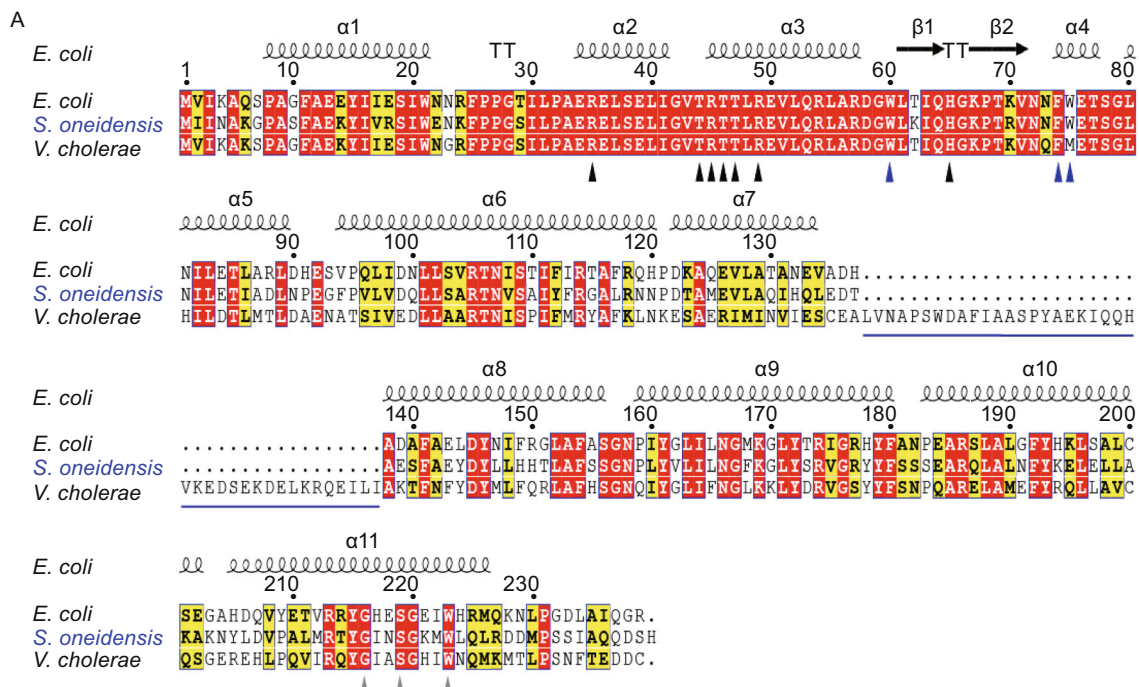 A
α1 TT α2 α3 β1 TT β2 α4
E. coli
1 10 20 30 40 50 60 70 80
E. coli MVIKAQSPAGFAEEYIIESIWNNRFPPGTILPAERELSELIGVTRTTLREVLQRLARDGWLTIQHGKPTKVNNFWETSGL
S. oneidensis MIINAKGPASFAEKYIVRSIWENKFPPGSILPAERELSELIGVTRTTLREVLQRLARDGWLKIQHGKPTRVNNFWETSGL
V. cholerae MVIKAKSPAGFAEKYIIESIWNGRFPPGSILPAERELSELIGVTRTTLREVLQRLARDGWLTIQHGKPTKVNQFMETSGL
α5 α6 α7
E. coli
90 100 110 120 130
E. coli NILETLARLDHESVPQLIDNLLSVRTNISTIFIRTAFRQHPDKAQEVLATANEVADH.......................
S. oneidensis NILETIADLNPEGFPVLVDQLLSARTNVSAIYFRGALRNNPDTAMEVLAQIHQLEDT.......................
V. cholerae HILDTLMTLDAENATSIVEDLLAARTNISPIFMRYAFKLNKESAERIMINVIESCEALVNAPSWDAFIAASPYAEKIQQH
α8 α9 α10
E. coli
140 150 160 170 180 190 200
E. coli .................ADAFAELDYNIFRGLAFASGNPIYGLILNGMKGLYTRIGRHYFANPEARSLALGFYHKLSALC
S. oneidensis .................AESFAEYDYLLHHTLAFSSGNPLYVLILNGFKGLYSRVGRYYFSSSEARQLALNFYKELELLA
V. cholerae VKEDSEKDELKRQEILIAKTFNFYDYMLFQRLAFHSGNQIYGLIFNGLKKLYDRVGSYYFSNPQARELAMEFYRQLLAVC
α11
E. coli
210 220 230
E. coli SEGAHDQVYETVRRYGHESGEIWHRMQKNLPGDLAIQGR.
S. oneidensis KAKNYLDVPALMRTYGINSGKMWLQLRDDMPSSIAQQDSH
V. cholerae QSGEREHLPQVIRQYGIASGHIWNQMKMTLPSNFTEDDC.